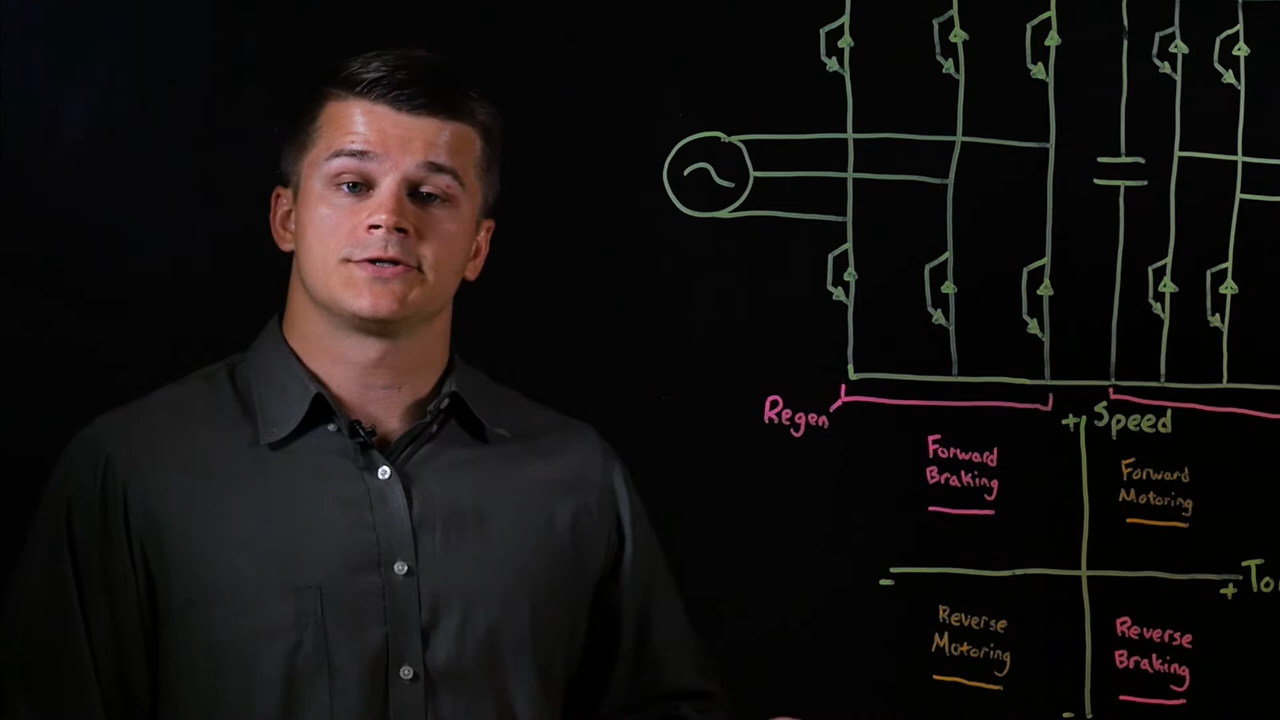 Regen
+ Speed
Forward
Braking
Forward
Motoring
-
+
Reverse
Motoring
Reverse
Braking
-